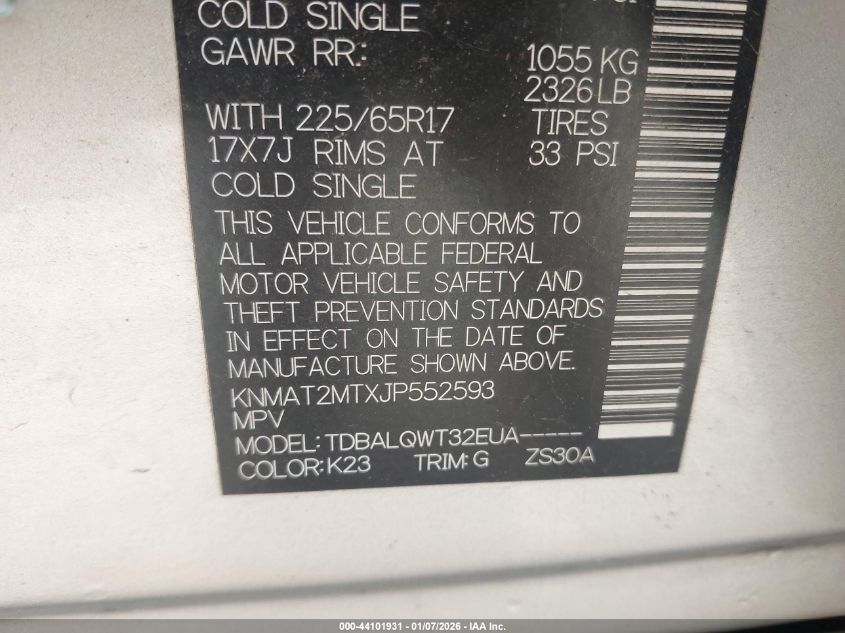 COLD SINGLE
GAWR RR: 1055 KG
2326 LB
WITH 225/65R17 TIRES
17X7J RIMS AT 33 PSI
COLD SINGLE
THIS VEHICLE CONFORMS TO
ALL APPLICABLE FEDERAL
MOTOR VEHICLE SAFETY AND
THEFT PREVENTION STANDARDS
IN EFFECT ON THE DATE OF
MANUFACTURE SHOWN ABOVE.
KNMAT2MTXJP552593
MPV
MODEL: TDBALQWT32EUA-----
COLOR: K23 TRIM: G ZS30A
000-44101931 - 01/07/2026 - IAA Inc.